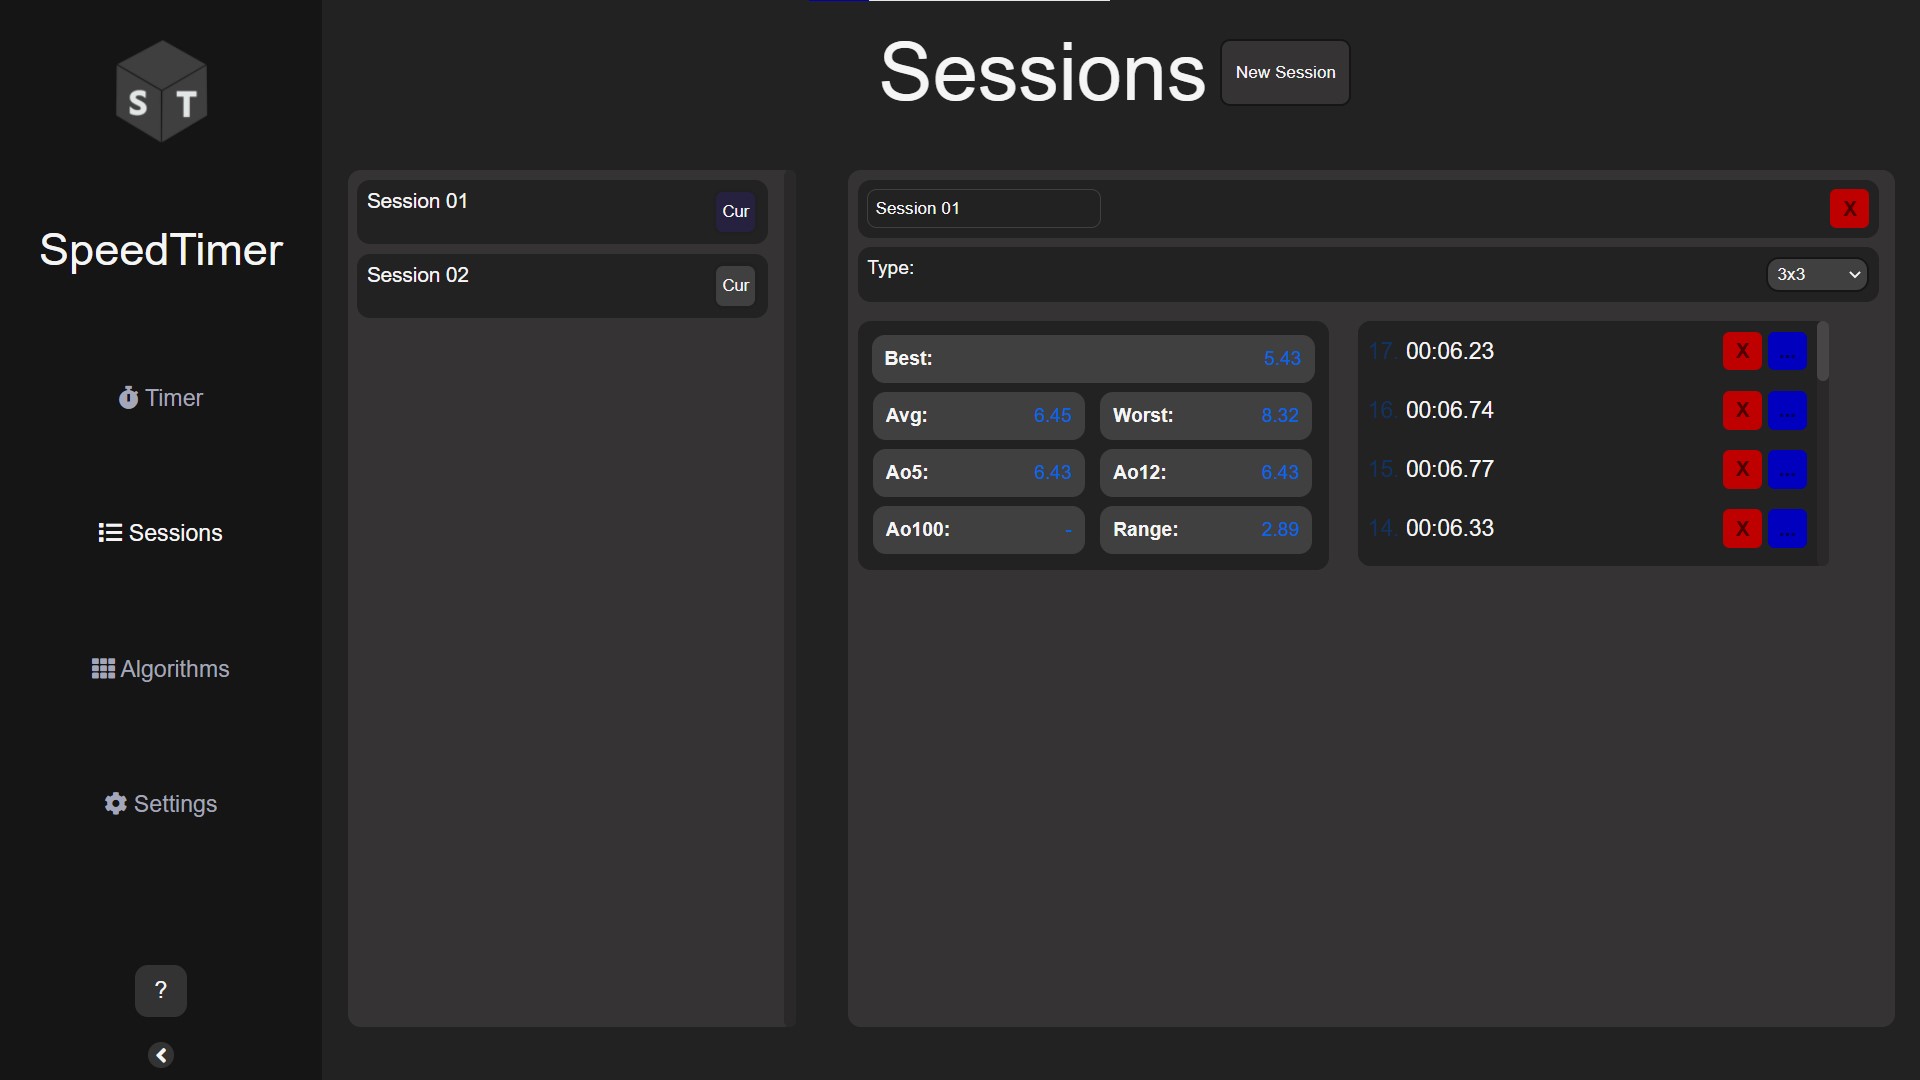 S T
SpeedTimer
Timer
Sessions
Algorithms
Settings
?
Sessions
New Session
Session 01
Cur
Session 02
Cur
Session 01
X
Type:
3x3
Best: 5.43
Avg: 6.45
Worst: 8.32
Ao5: 6.43
Ao12: 6.43
Ao100: -
Range: 2.89
17. 00:06.23 X ...
16. 00:06.74 X ...
15. 00:06.77 X ...
14. 00:06.33 X ...